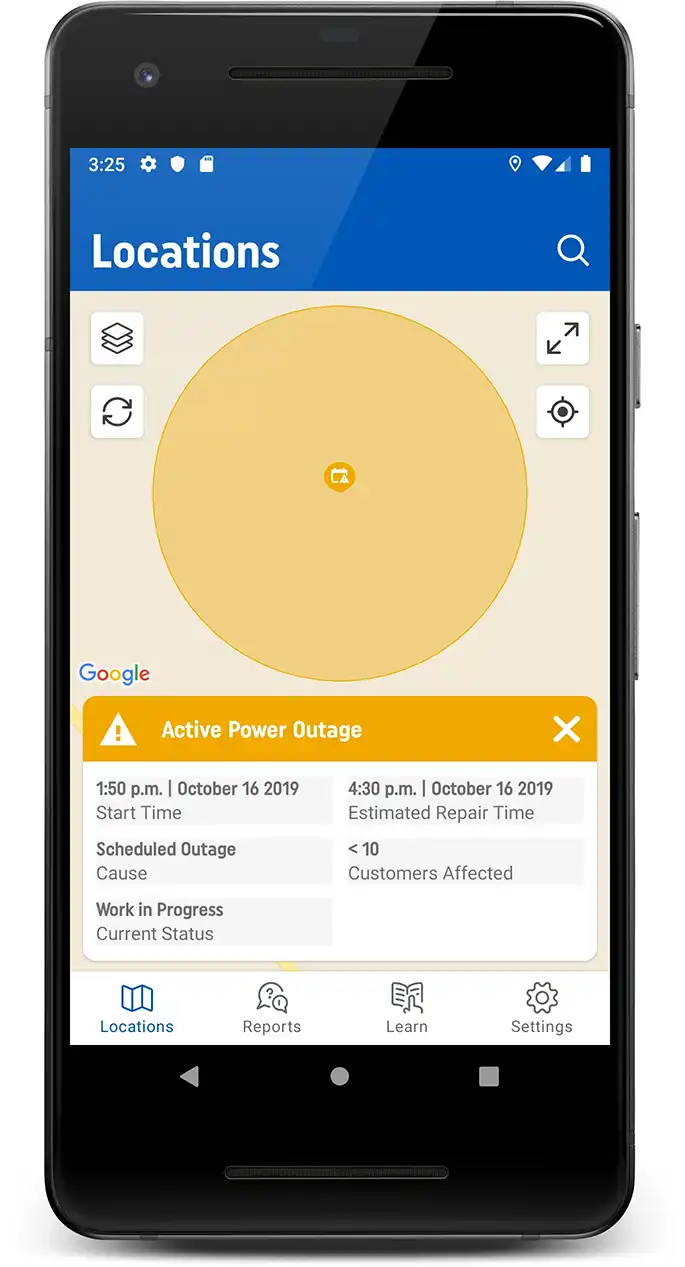 3:25
Locations
Google
Active Power Outage
1:50 p.m. | October 16 2019
Start Time
4:30 p.m. | October 16 2019
Estimated Repair Time
Scheduled Outage
Cause
< 10
Customers Affected
Work in Progress
Current Status
Locations
Reports
Learn
Settings